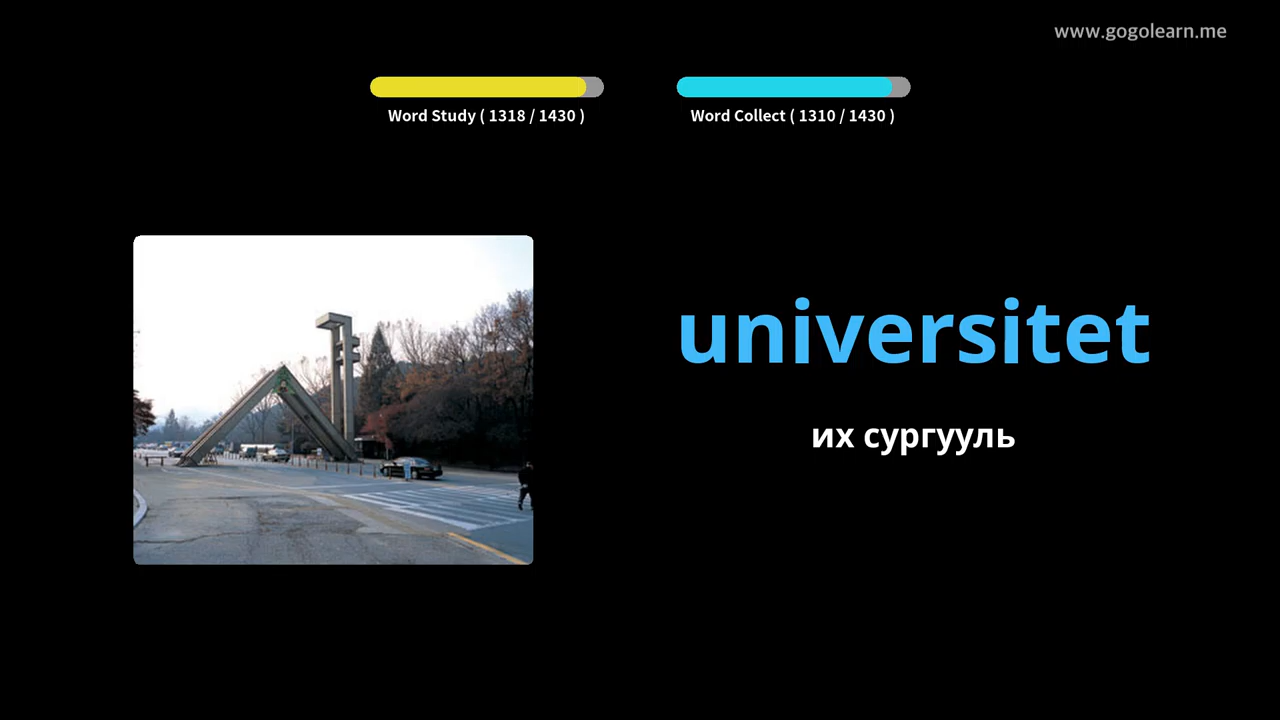 www.gogolearn.me
Word Study ( 1318 / 1430 )
Word Collect ( 1310 / 1430 )
universitet
их сургууль